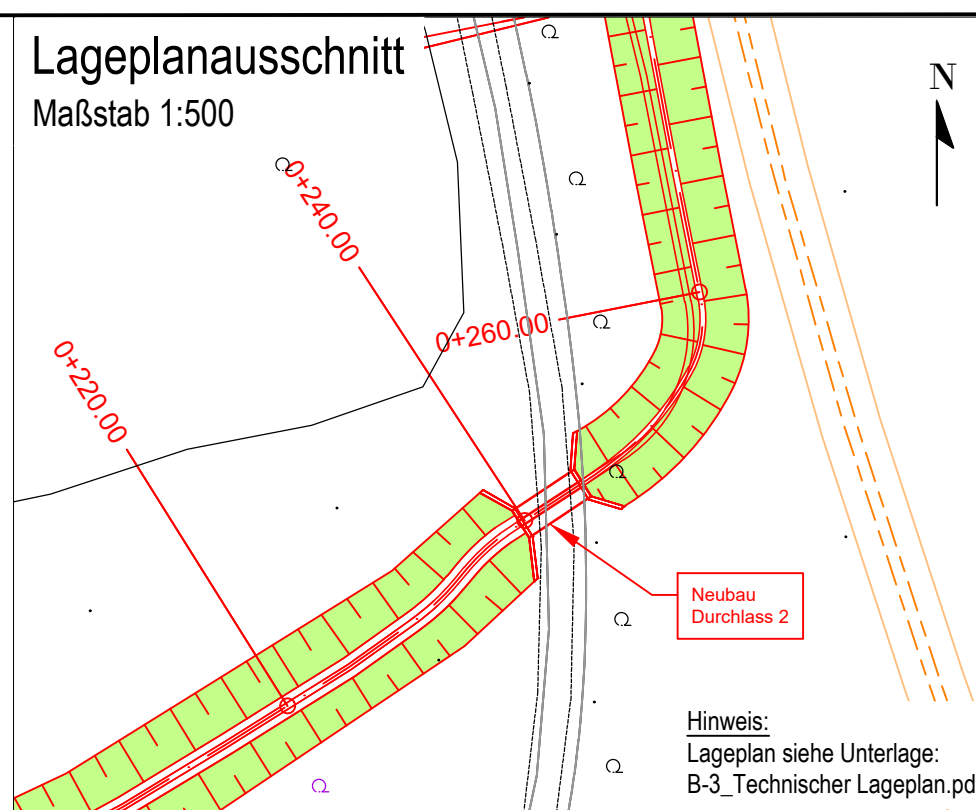 Lageplanausschnitt
Maßstab 1:500
N
0+240.00
0+260.00
0+220.00
Neubau
Durchlass 2
Hinweis:
Lageplan siehe Unterlage:
B-3_Technischer Lageplan.pd